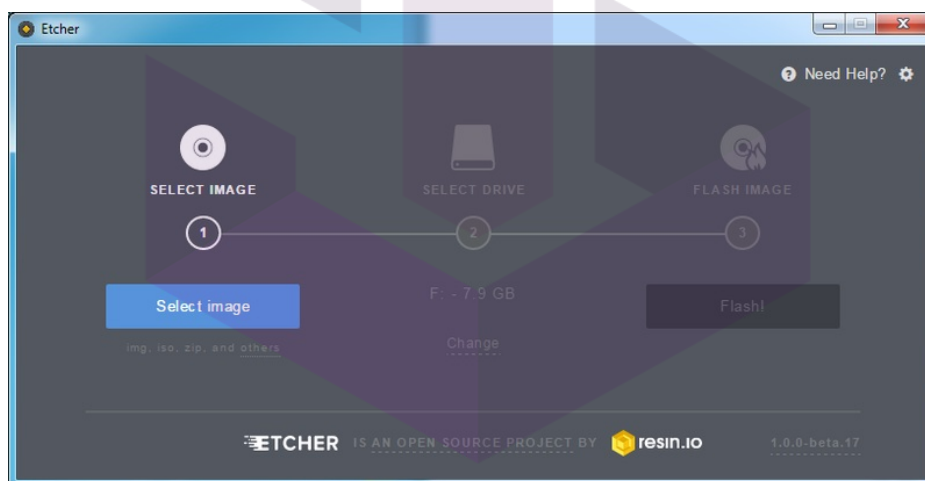 Etcher
Need Help?
SELECT IMAGE SELECT DRIVE FLASH IMAGE
1 2 3
Select image F: - 7.9 GB Flash!
img, iso, zip, and others Change
ETCHER IS AN OPEN SOURCE PROJECT BY resin.io 1.0.0-beta.17